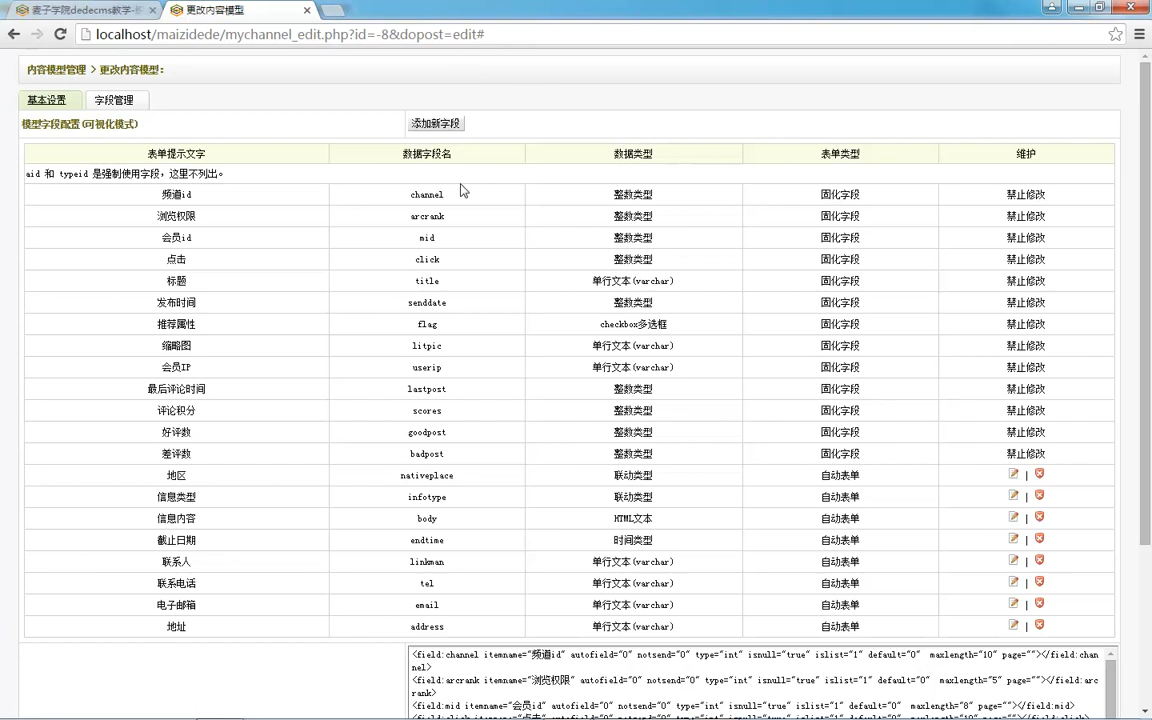 麦子学院dedecms教学-
更改内容模型
localhost/maizidede/mychannel_edit.php?id=-8&dopost=edit#
内容模型管理 > 更改内容模型:
基本设置 字段管理
模型字段配置(可视化模式) 添加新字段
表单提示文字 数据字段名 数据类型 表单类型 维护
aid 和 typeid 是强制使用字段，这里不列出。
频道id channel 整数类型 固化字段 禁止修改
浏览权限 arcrank 整数类型 固化字段 禁止修改
会员id mid 整数类型 固化字段 禁止修改
点击 click 整数类型 固化字段 禁止修改
标题 title 单行文本(varchar) 固化字段 禁止修改
发布时间 senddate 整数类型 固化字段 禁止修改
推荐属性 flag checkbox多选框 固化字段 禁止修改
缩略图 litpic 单行文本(varchar) 固化字段 禁止修改
会员IP userip 单行文本(varchar) 固化字段 禁止修改
最后评论时间 lastpost 整数类型 固化字段 禁止修改
评论积分 scores 整数类型 固化字段 禁止修改
好评数 goodpost 整数类型 固化字段 禁止修改
差评数 badpost 整数类型 固化字段 禁止修改
地区 nativeplace 联动类型 自动表单 |
信息类型 infotype 联动类型 自动表单 |
信息内容 body HTML文本 自动表单 |
截止日期 endtime 时间类型 自动表单 |
联系人 linkman 单行文本(varchar) 自动表单 |
联系电话 tel 单行文本(varchar) 自动表单 |
电子邮箱 email 单行文本(varchar) 自动表单 |
地址 address 单行文本(varchar) 自动表单 |
<field:channel itemname="频道id" autofield="0" notsend="0" type="int" isnull="true" islist="1" default="0"  maxlength="10" page=""></field:chan
nel>
<field:arcrank itemname="浏览权限" autofield="0" notsend="0" type="int" isnull="true" islist="1" default="0"  maxlength="5" page=""></field:arc
rank>
<field:mid itemname="会员id" autofield="0" notsend="0" type="int" isnull="true" islist="1" default="0"  maxlength="8" page=""></field:mid>